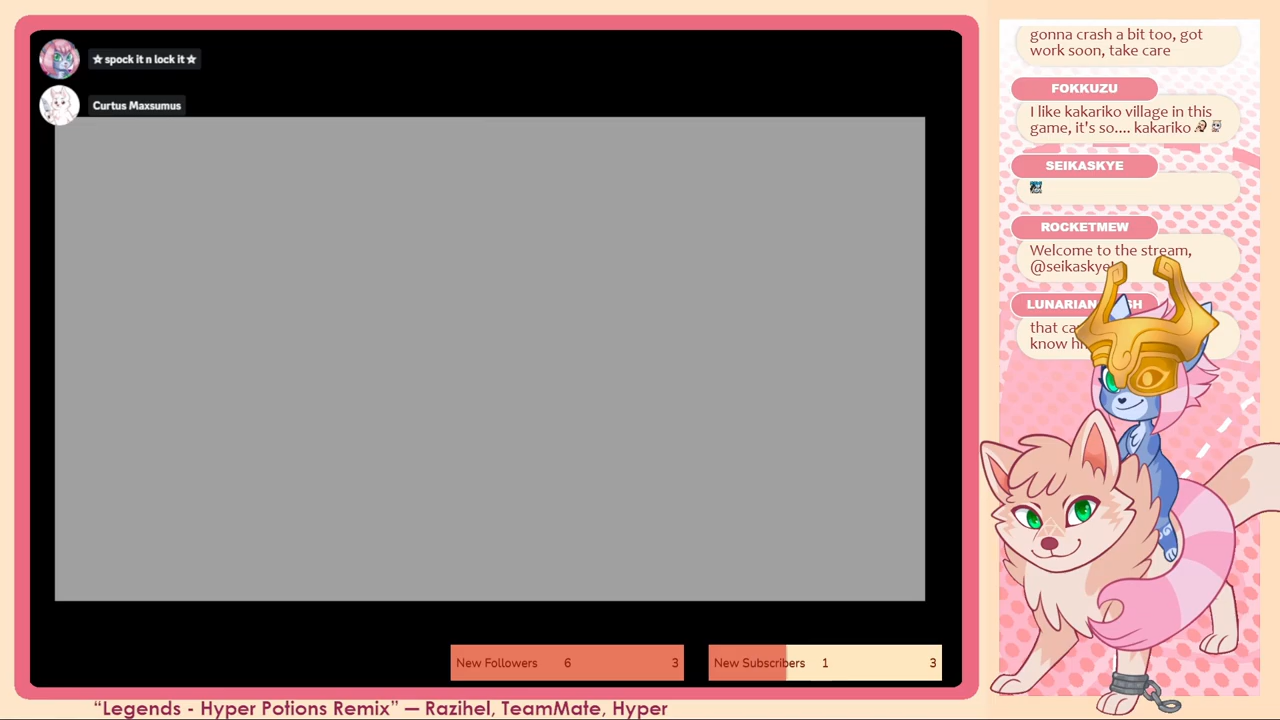 ★ spock it n lock it ★
Curtus Maxsumus
New Followers 6 3
New Subscribers 1 3
"Legends - Hyper Potions Remix" — Razihel, TeamMate, Hyper
gonna crash a bit too, got
work soon, take care
FOKKUZU
I like kakariko village in this
game, it's so.... kakariko
SEIKASKYE
ROCKETMEW
Welcome to the stream,
@seikaskye!
that
know